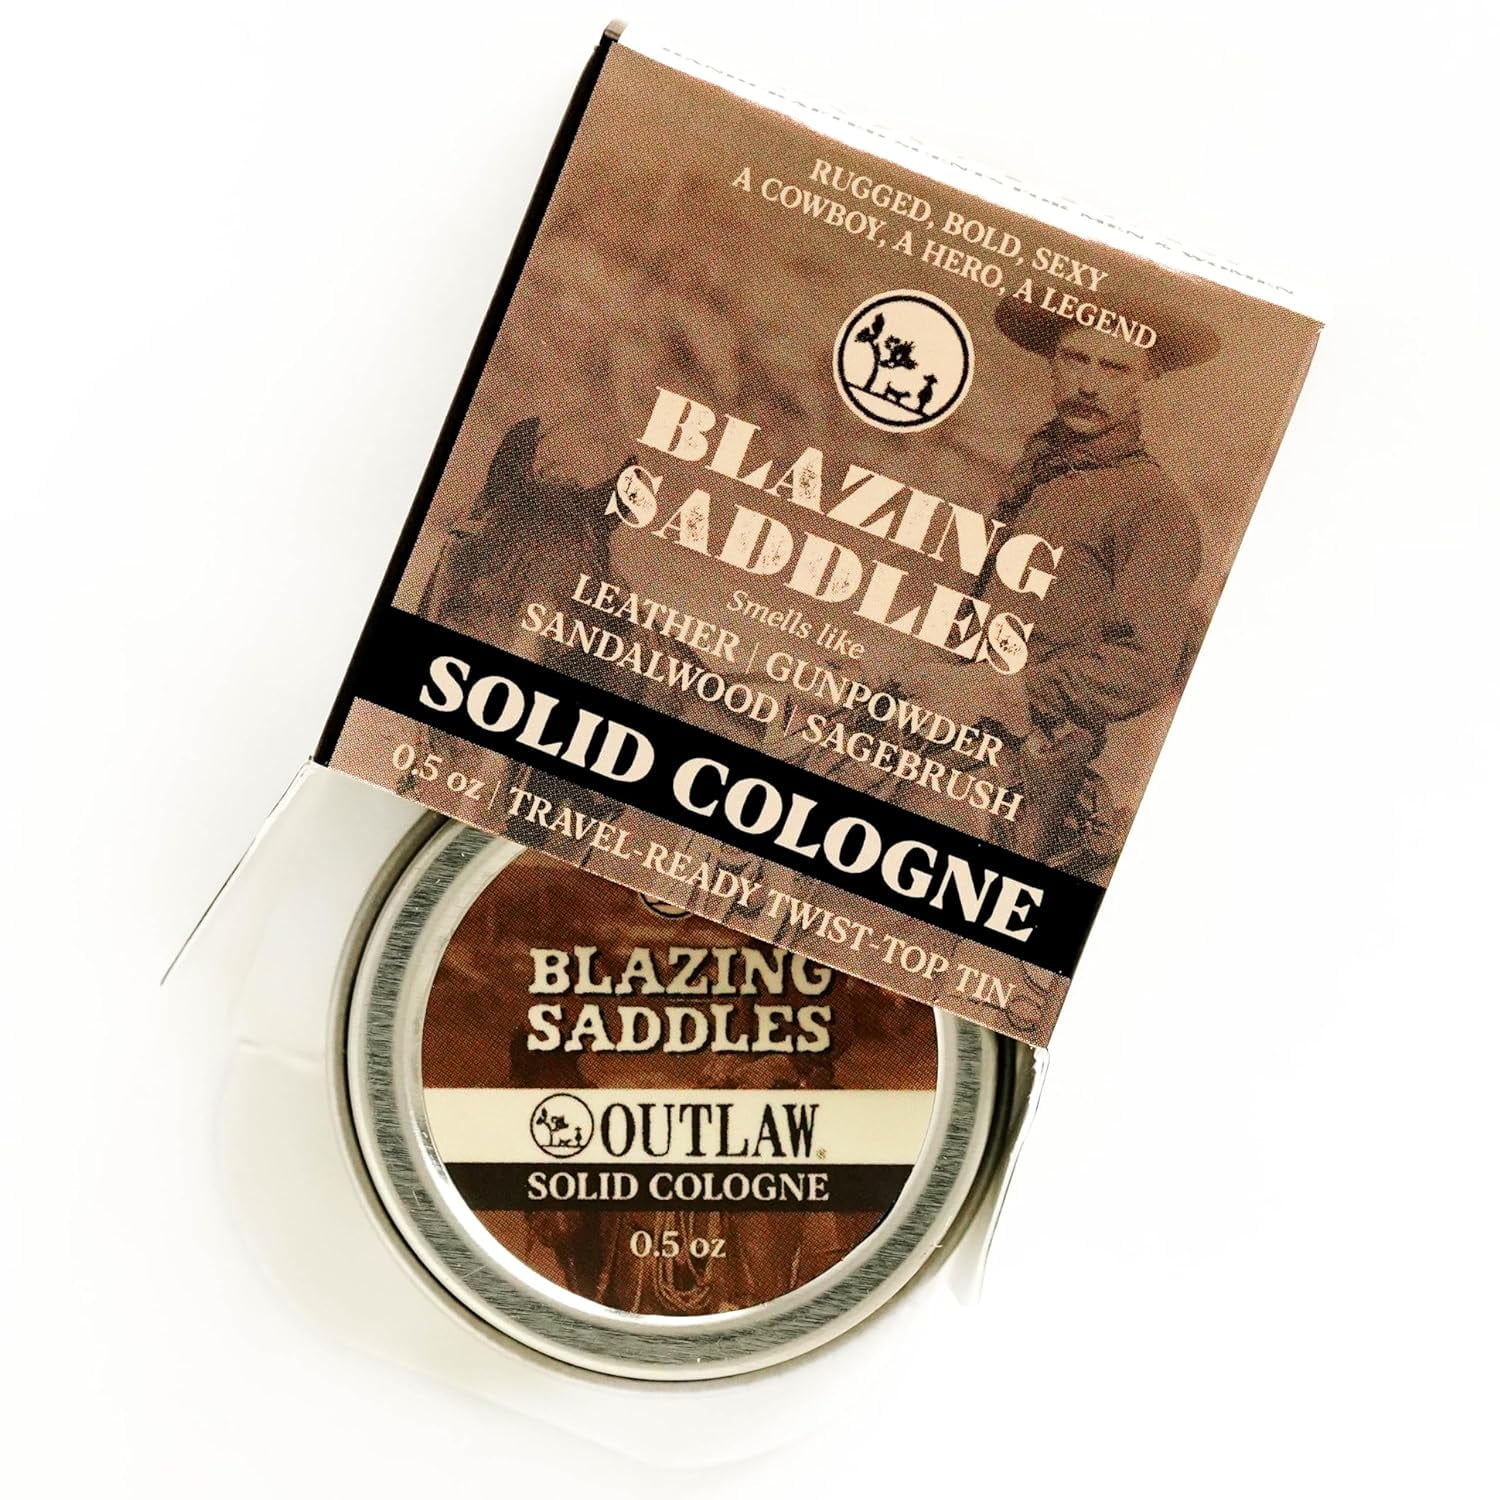 RUGGED, BOLD, SEXY
A COWBOY, A HERO, A LEGEND
BLAZING
SADDLES
Smells like
LEATHER | GUNPOWDER
SANDALWOOD | SAGEBRUSH
SOLID COLOGNE
0.5 oz | TRAVEL-READY TWIST-TOP TIN
BLAZING
SADDLES
OUTLAW®
SOLID COLOGNE
0.5 oz